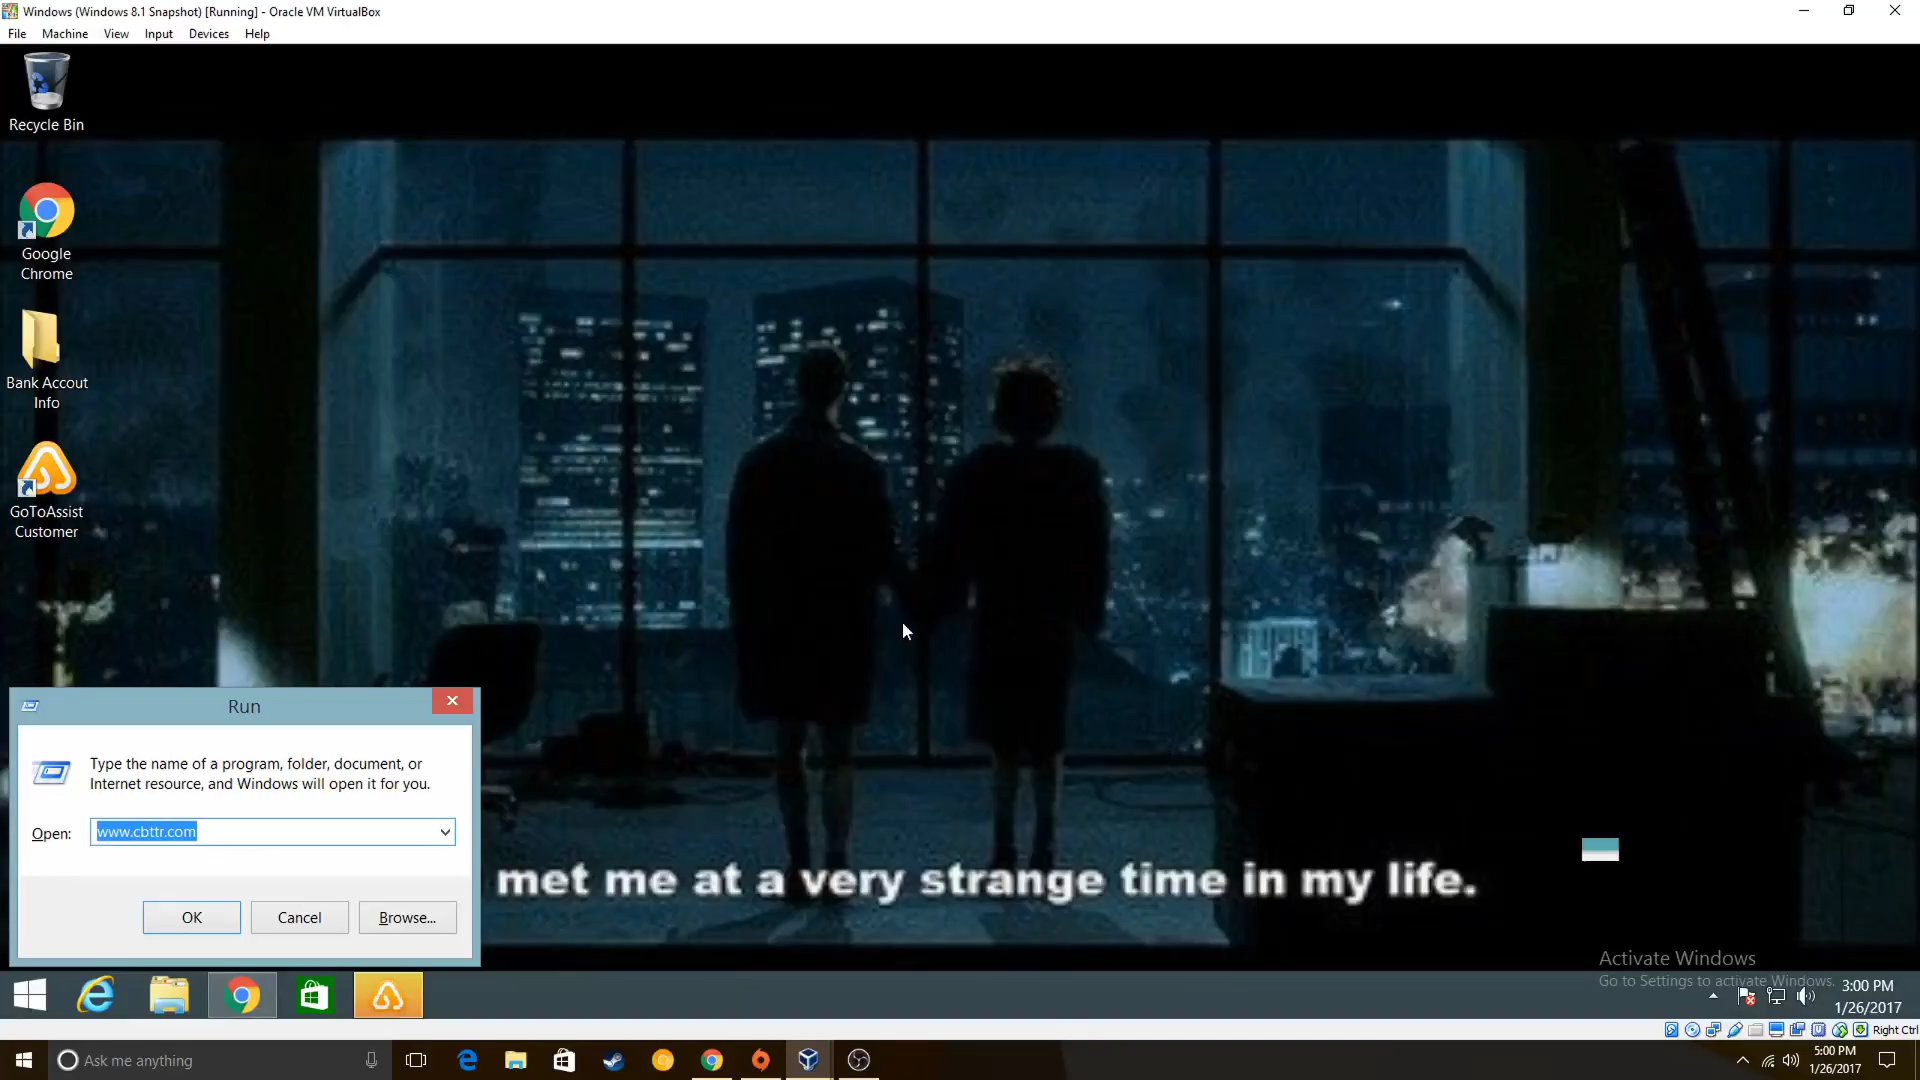 Windows (Windows 8.1 Snapshot) [Running] - Oracle VM VirtualBox
File Machine View Input Devices Help
Recycle Bin
Google
Chrome
Bank Accout
Info
GoToAssist
Customer
Run
Type the name of a program, folder, document, or
Internet resource, and Windows will open it for you.
Open: www.cbttr.com
OK Cancel Browse...
met me at a very strange time in my life.
Activate Windows
Go to Settings to activate Windows.
3:00 PM
1/26/2017
Right Ctrl
Ask me anything
5:00 PM
1/26/2017